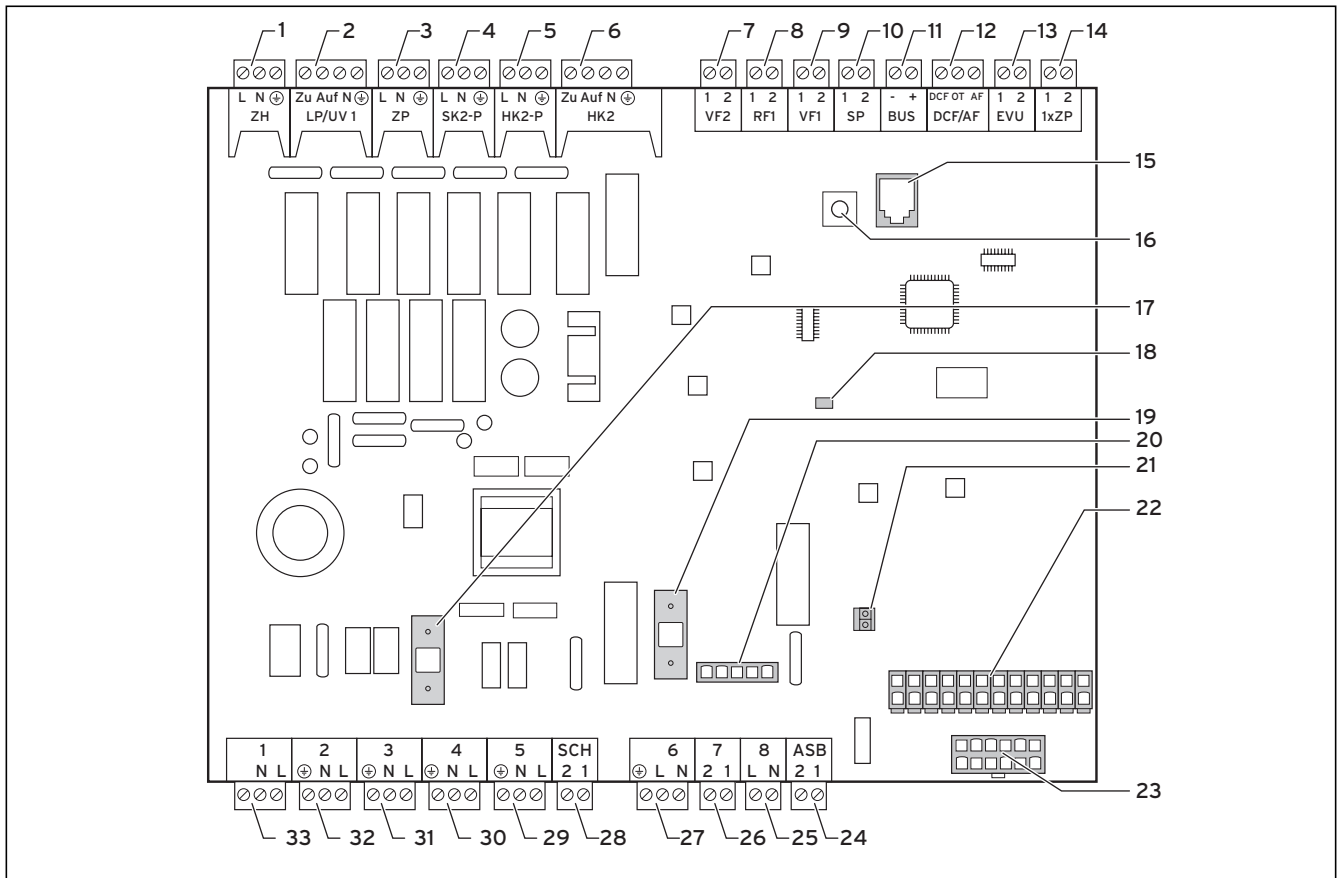 1 2 3 4 5 6 7 8 9 10 11 12 13 14
L N ⏚ Zu Auf N ⏚ L N ⏚ L N ⏚ L N ⏚ Zu Auf N ⏚ 1 2 1 2 1 2 1 2 - + DCF OT AF 1 2 1 2
ZH LP/UV 1 ZP SK2-P HK2-P HK2 VF2 RF1 VF1 SP BUS DCF/AF EVU 1xZP
15
16
17
18
19
20
21
22
23
1 2 3 4 5 SCH 6 7 8 ASB
N L ⏚ N L ⏚ N L ⏚ N L ⏚ N L 2 1 ⏚ L N 2 1 L N 2 1
33 32 31 30 29 28 27 26 25 24